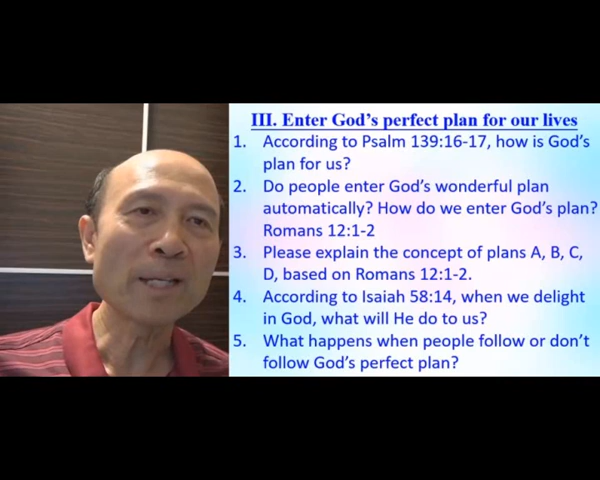 III. Enter God's perfect plan for our lives
1. According to Psalm 139:16-17, how is God's
plan for us?
2. Do people enter God's wonderful plan
automatically? How do we enter God's plan?
Romans 12:1-2
3. Please explain the concept of plans A, B, C,
D, based on Romans 12:1-2.
4. According to Isaiah 58:14, when we delight
in God, what will He do to us?
5. What happens when people follow or don't
follow God's perfect plan?